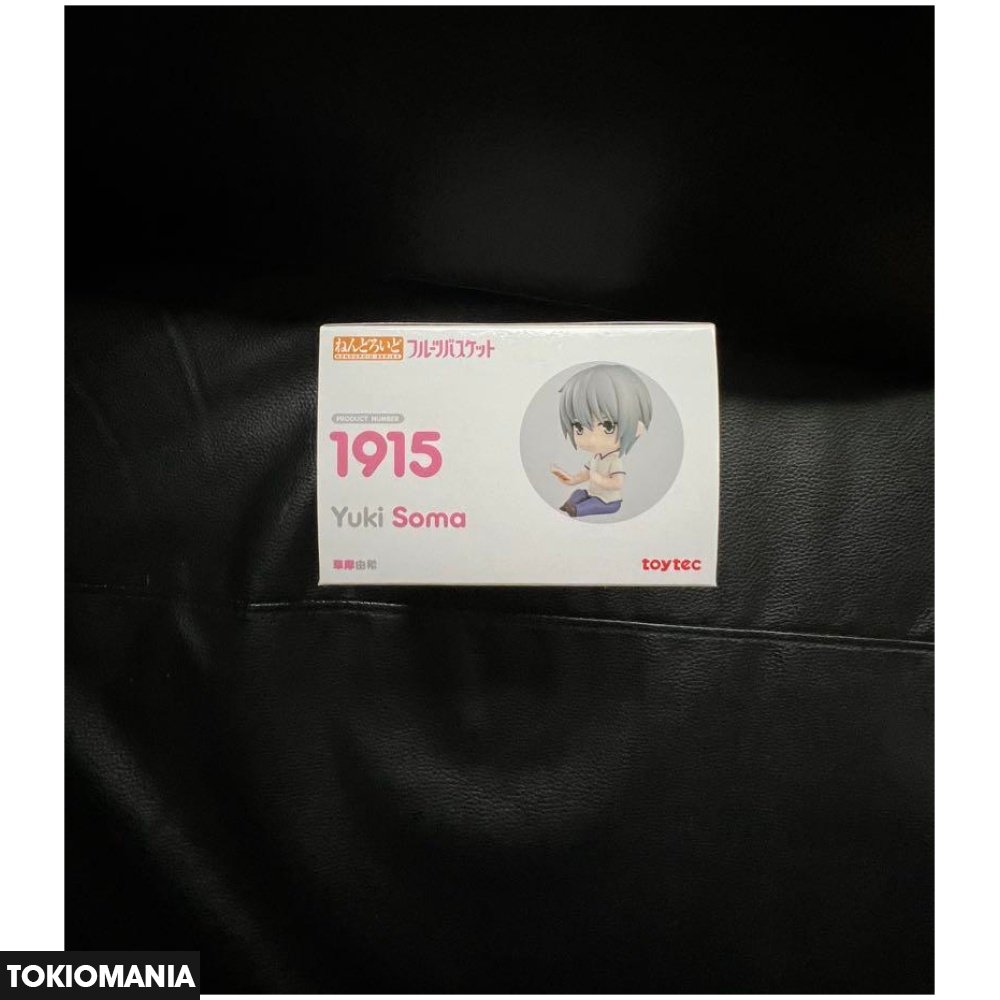 ねんどろいど フルーツバスケット
NENDOROID SERIES
PRODUCT NUMBER
1915
Yuki Soma
草摩由希
toytec
TOKIOMANIA